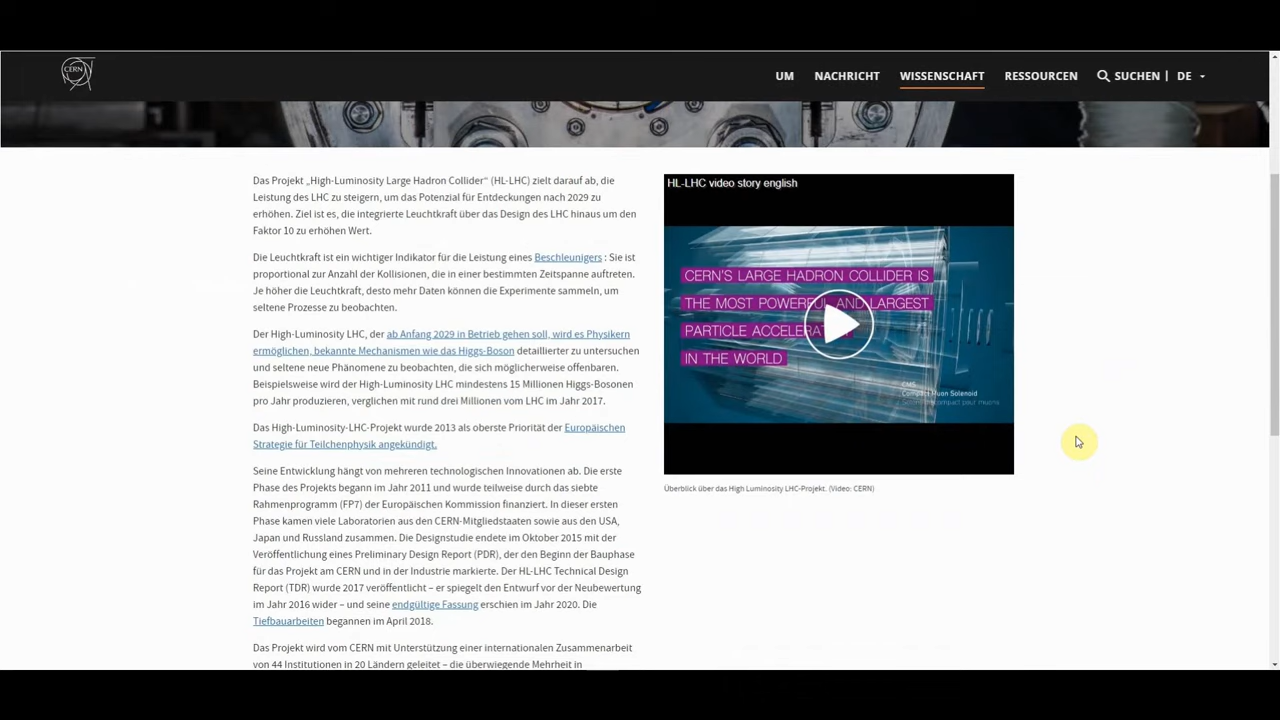 CERN
UM
NACHRICHT
WISSENSCHAFT
RESSOURCEN
SUCHEN |
DE
Das Projekt „High-Luminosity Large Hadron Collider“ (HL-LHC) zielt darauf ab, die
Leistung des LHC zu steigern, um das Potenzial für Entdeckungen nach 2029 zu
erhöhen. Ziel ist es, die integrierte Leuchtkraft über das Design des LHC hinaus um den
Faktor 10 zu erhöhen Wert.
Die Leuchtkraft ist ein wichtiger Indikator für die Leistung eines Beschleunigers : Sie ist
proportional zur Anzahl der Kollisionen, die in einer bestimmten Zeitspanne auftreten.
Je höher die Leuchtkraft, desto mehr Daten können die Experimente sammeln, um
seltene Prozesse zu beobachten.
Der High-Luminosity LHC, der ab Anfang 2029 in Betrieb gehen soll, wird es Physikern
ermöglichen, bekannte Mechanismen wie das Higgs-Boson detaillierter zu untersuchen
und seltene neue Phänomene zu beobachten, die sich möglicherweise offenbaren.
Beispielsweise wird der High-Luminosity LHC mindestens 15 Millionen Higgs-Bosonen
pro Jahr produzieren, verglichen mit rund drei Millionen vom LHC im Jahr 2017.
Das High-Luminosity-LHC-Projekt wurde 2013 als oberste Priorität der Europäischen
Strategie für Teilchenphysik angekündigt.
Seine Entwicklung hängt von mehreren technologischen Innovationen ab. Die erste
Phase des Projekts begann im Jahr 2011 und wurde teilweise durch das siebte
Rahmenprogramm (FP7) der Europäischen Kommission finanziert. In dieser ersten
Phase kamen viele Laboratorien aus den CERN-Mitgliedstaaten sowie aus den USA,
Japan und Russland zusammen. Die Designstudie endete im Oktober 2015 mit der
Veröffentlichung eines Preliminary Design Report (PDR), der den Beginn der Bauphase
für das Projekt am CERN und in der Industrie markierte. Der HL-LHC Technical Design
Report (TDR) wurde 2017 veröffentlicht – er spiegelt den Entwurf vor der Neubewertung
im Jahr 2016 wider – und seine endgültige Fassung erschien im Jahr 2020. Die
Tiefbauarbeiten begannen im April 2018.
Das Projekt wird vom CERN mit Unterstützung einer internationalen Zusammenarbeit
von 44 Institutionen in 20 Ländern geleitet – die überwiegende Mehrheit in
HL-LHC video story english
CERN'S LARGE HADRON COLLIDER IS
THE MOST POWERFUL AND LARGEST
PARTICLE ACCELERAT
IN THE WORLD
CMS
Compact Muon Solenoid
Solénoïde compact pour muons
Überblick über das High Luminosity LHC-Projekt. (Video: CERN)